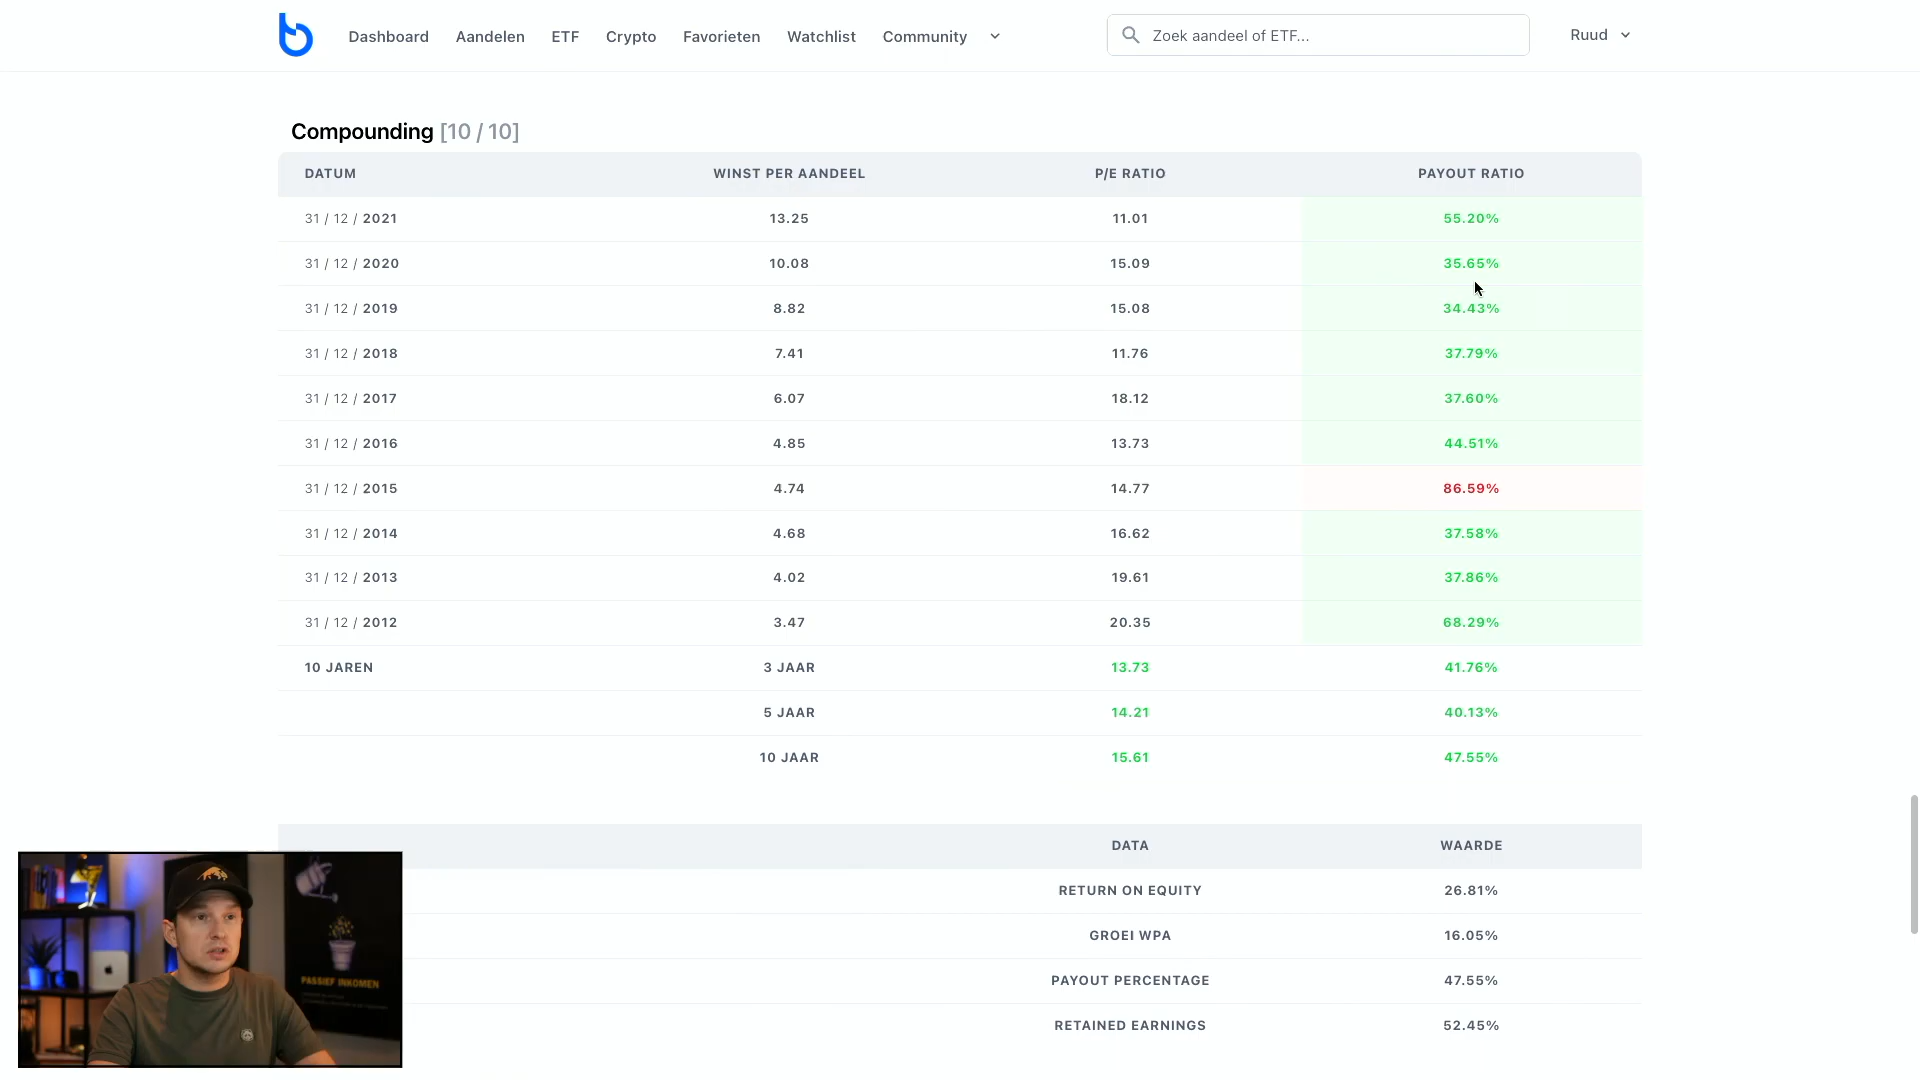 Dashboard Aandelen ETF Crypto Favorieten Watchlist Community Zoek aandeel of ETF... Ruud
Compounding [10 / 10]
DATUM WINST PER AANDEEL P/E RATIO PAYOUT RATIO
31 / 12 / 2021 13.25 11.01 55.20%
31 / 12 / 2020 10.08 15.09 35.65%
31 / 12 / 2019 8.82 15.08 34.43%
31 / 12 / 2018 7.41 11.76 37.79%
31 / 12 / 2017 6.07 18.12 37.60%
31 / 12 / 2016 4.85 13.73 44.51%
31 / 12 / 2015 4.74 14.77 86.59%
31 / 12 / 2014 4.68 16.62 37.58%
31 / 12 / 2013 4.02 19.61 37.86%
31 / 12 / 2012 3.47 20.35 68.29%
10 JAREN 3 JAAR 13.73 41.76%
5 JAAR 14.21 40.13%
10 JAAR 15.61 47.55%
DATA WAARDE
RETURN ON EQUITY 26.81%
GROEI WPA 16.05%
PAYOUT PERCENTAGE 47.55%
RETAINED EARNINGS 52.45%
PASSIEF INKOMEN